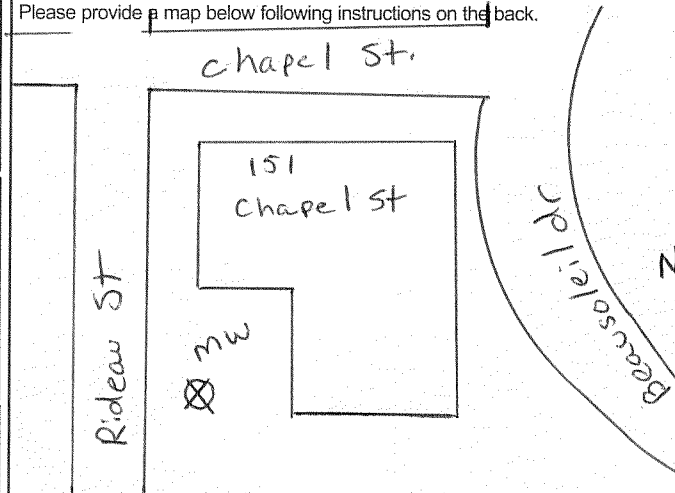 Please provide a map below following instructions on the back.
Chapel St.
151
Chapel St
Rideau St
MW
Beausoleil dr
N